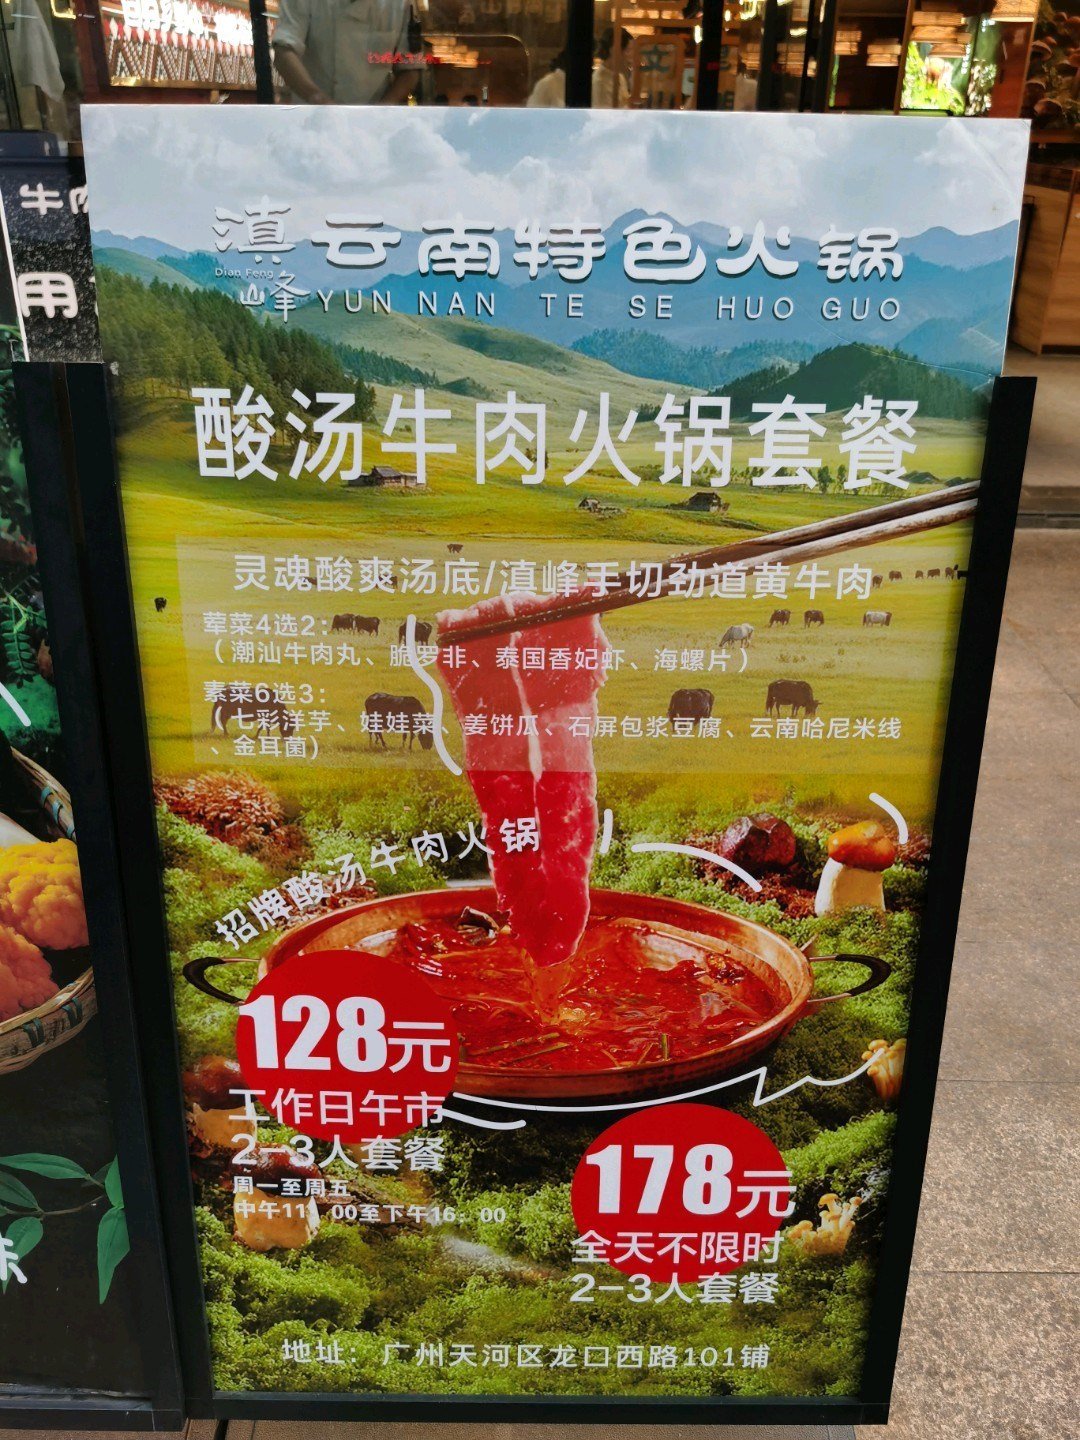 牛肉
用
滇峰 云南特色火锅
Dian Feng
YUN NAN TE SE HUO GUO
酸汤牛肉火锅套餐
灵魂酸爽汤底/滇峰手切劲道黄牛肉
荤菜4选2:
（潮汕牛肉丸、脆罗非、泰国香妃虾、海螺片）
素菜6选3:
（七彩洋芋、娃娃菜、姜饼瓜、石屏包浆豆腐、云南哈尼米线
、金耳菌)
招牌酸汤牛肉火锅
128元
工作日午市
2-3人套餐
周一至周五
中午11：00至下午16：00
178元
全天不限时
2-3人套餐
地址：广州天河区龙口西路101铺
味